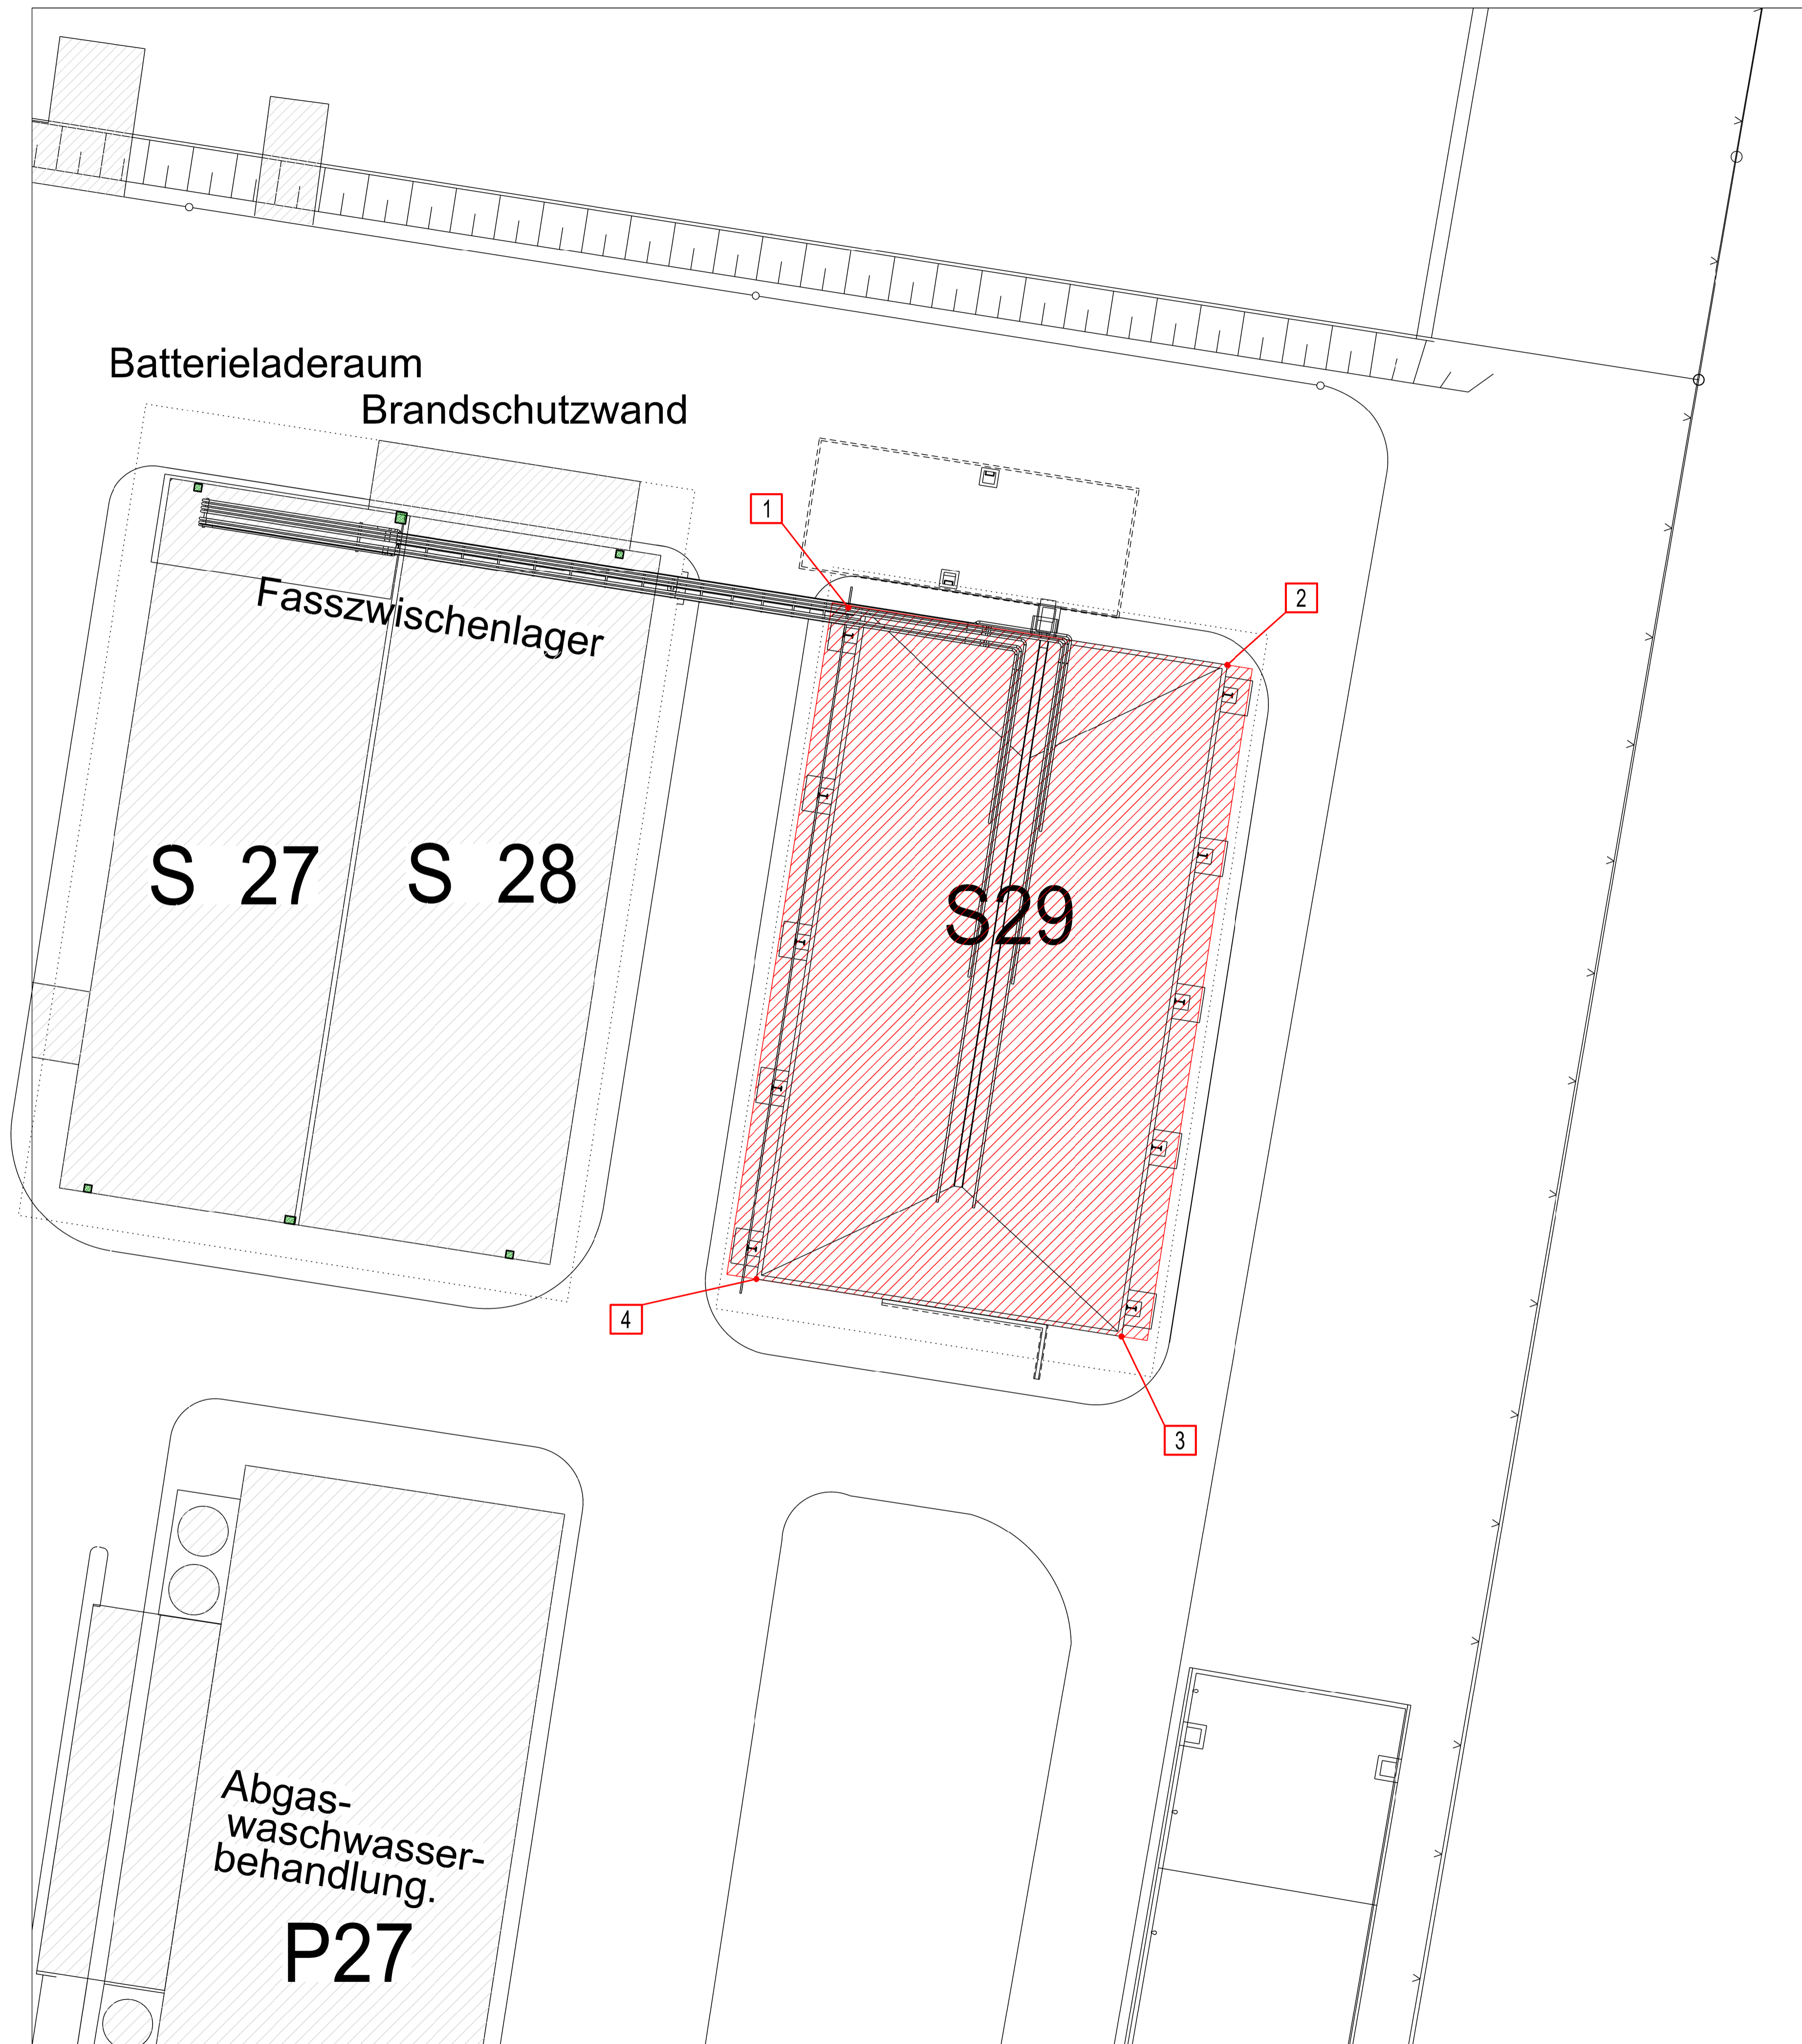 Batterieladeraum
Brandschutzwand
1
2
Fasszwischenlager
S 27
S 28
S29
4
3
Abgas-
waschwasser-
behandlung.
P27